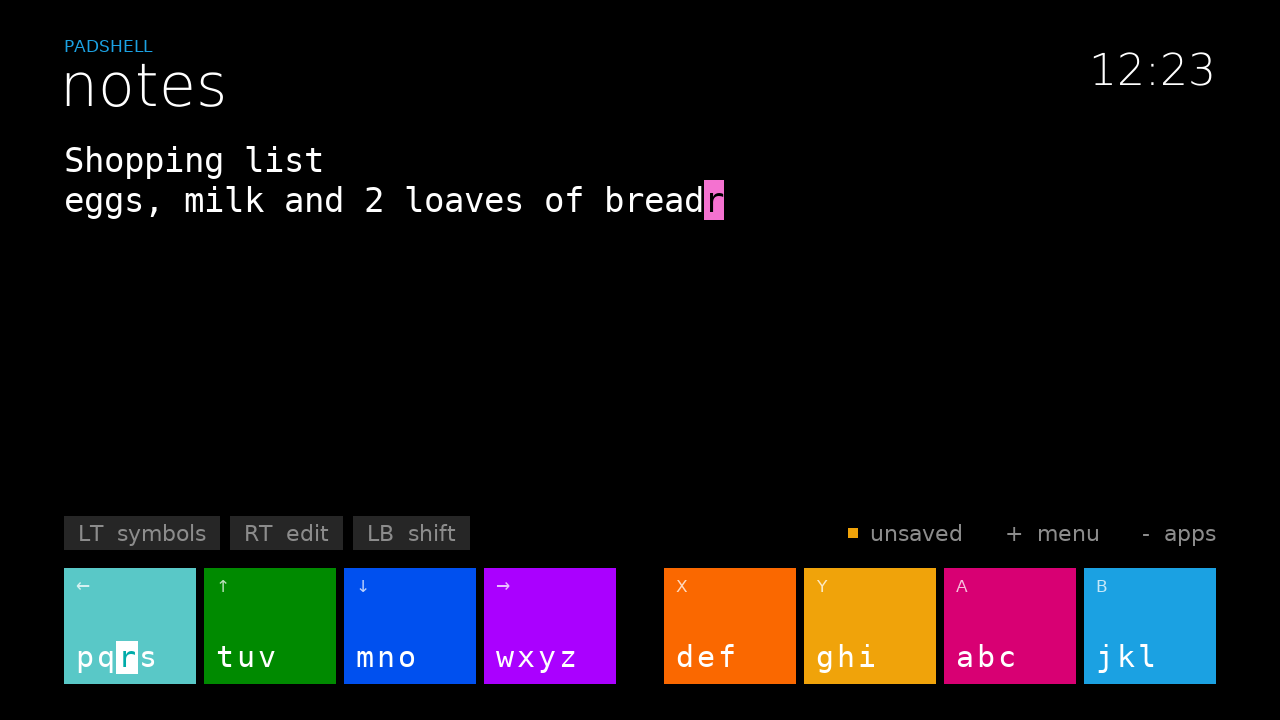 PADSHELL
notes
12:23
Shopping list
eggs, milk and 2 loaves of breadr
LT symbols RT edit LB shift
unsaved + menu - apps
← ↑ ↓ → X Y A B
pqrs tuv mno wxyz def ghi abc jkl